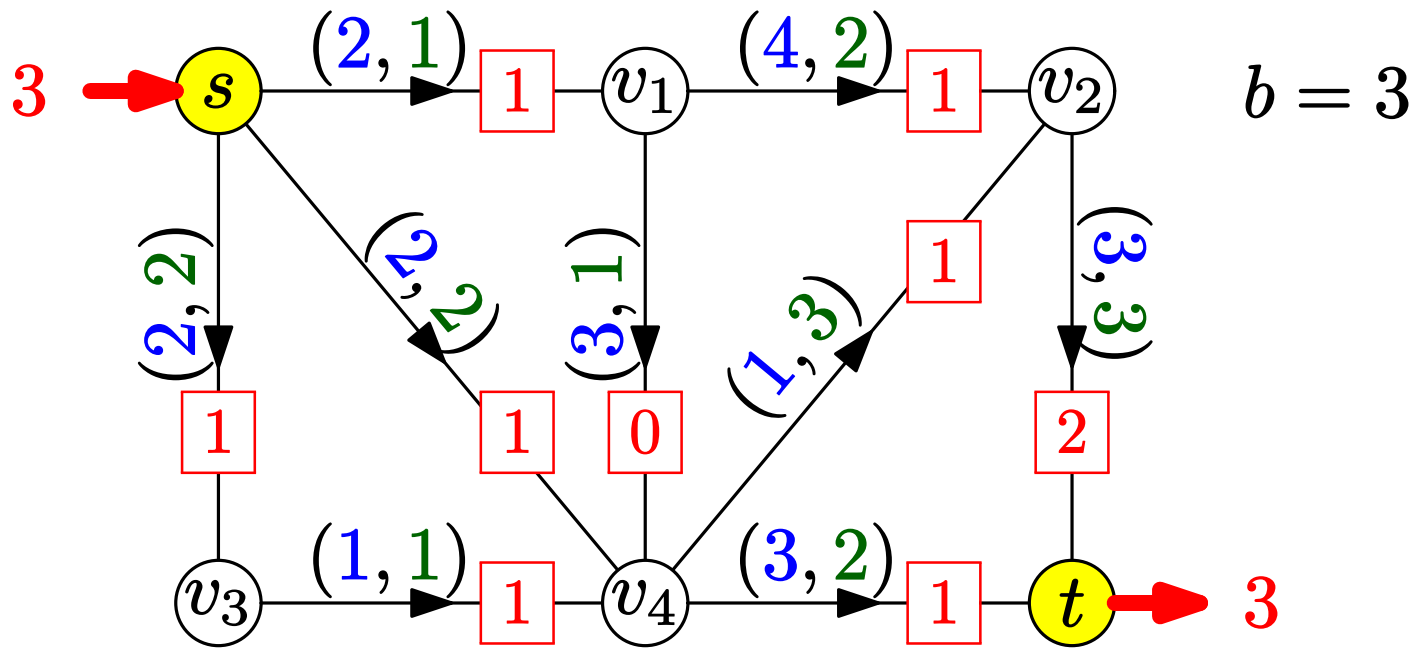 (2, 1) (4, 2)
3 s 1 v₁ 1 v₂ b = 3
(2, 2) (2, 2) (3, 1) (1, 3) 1 (3, 3)
1 1 0 2
(1, 1) (3, 2)
v₃ 1 v₄ 1 t 3